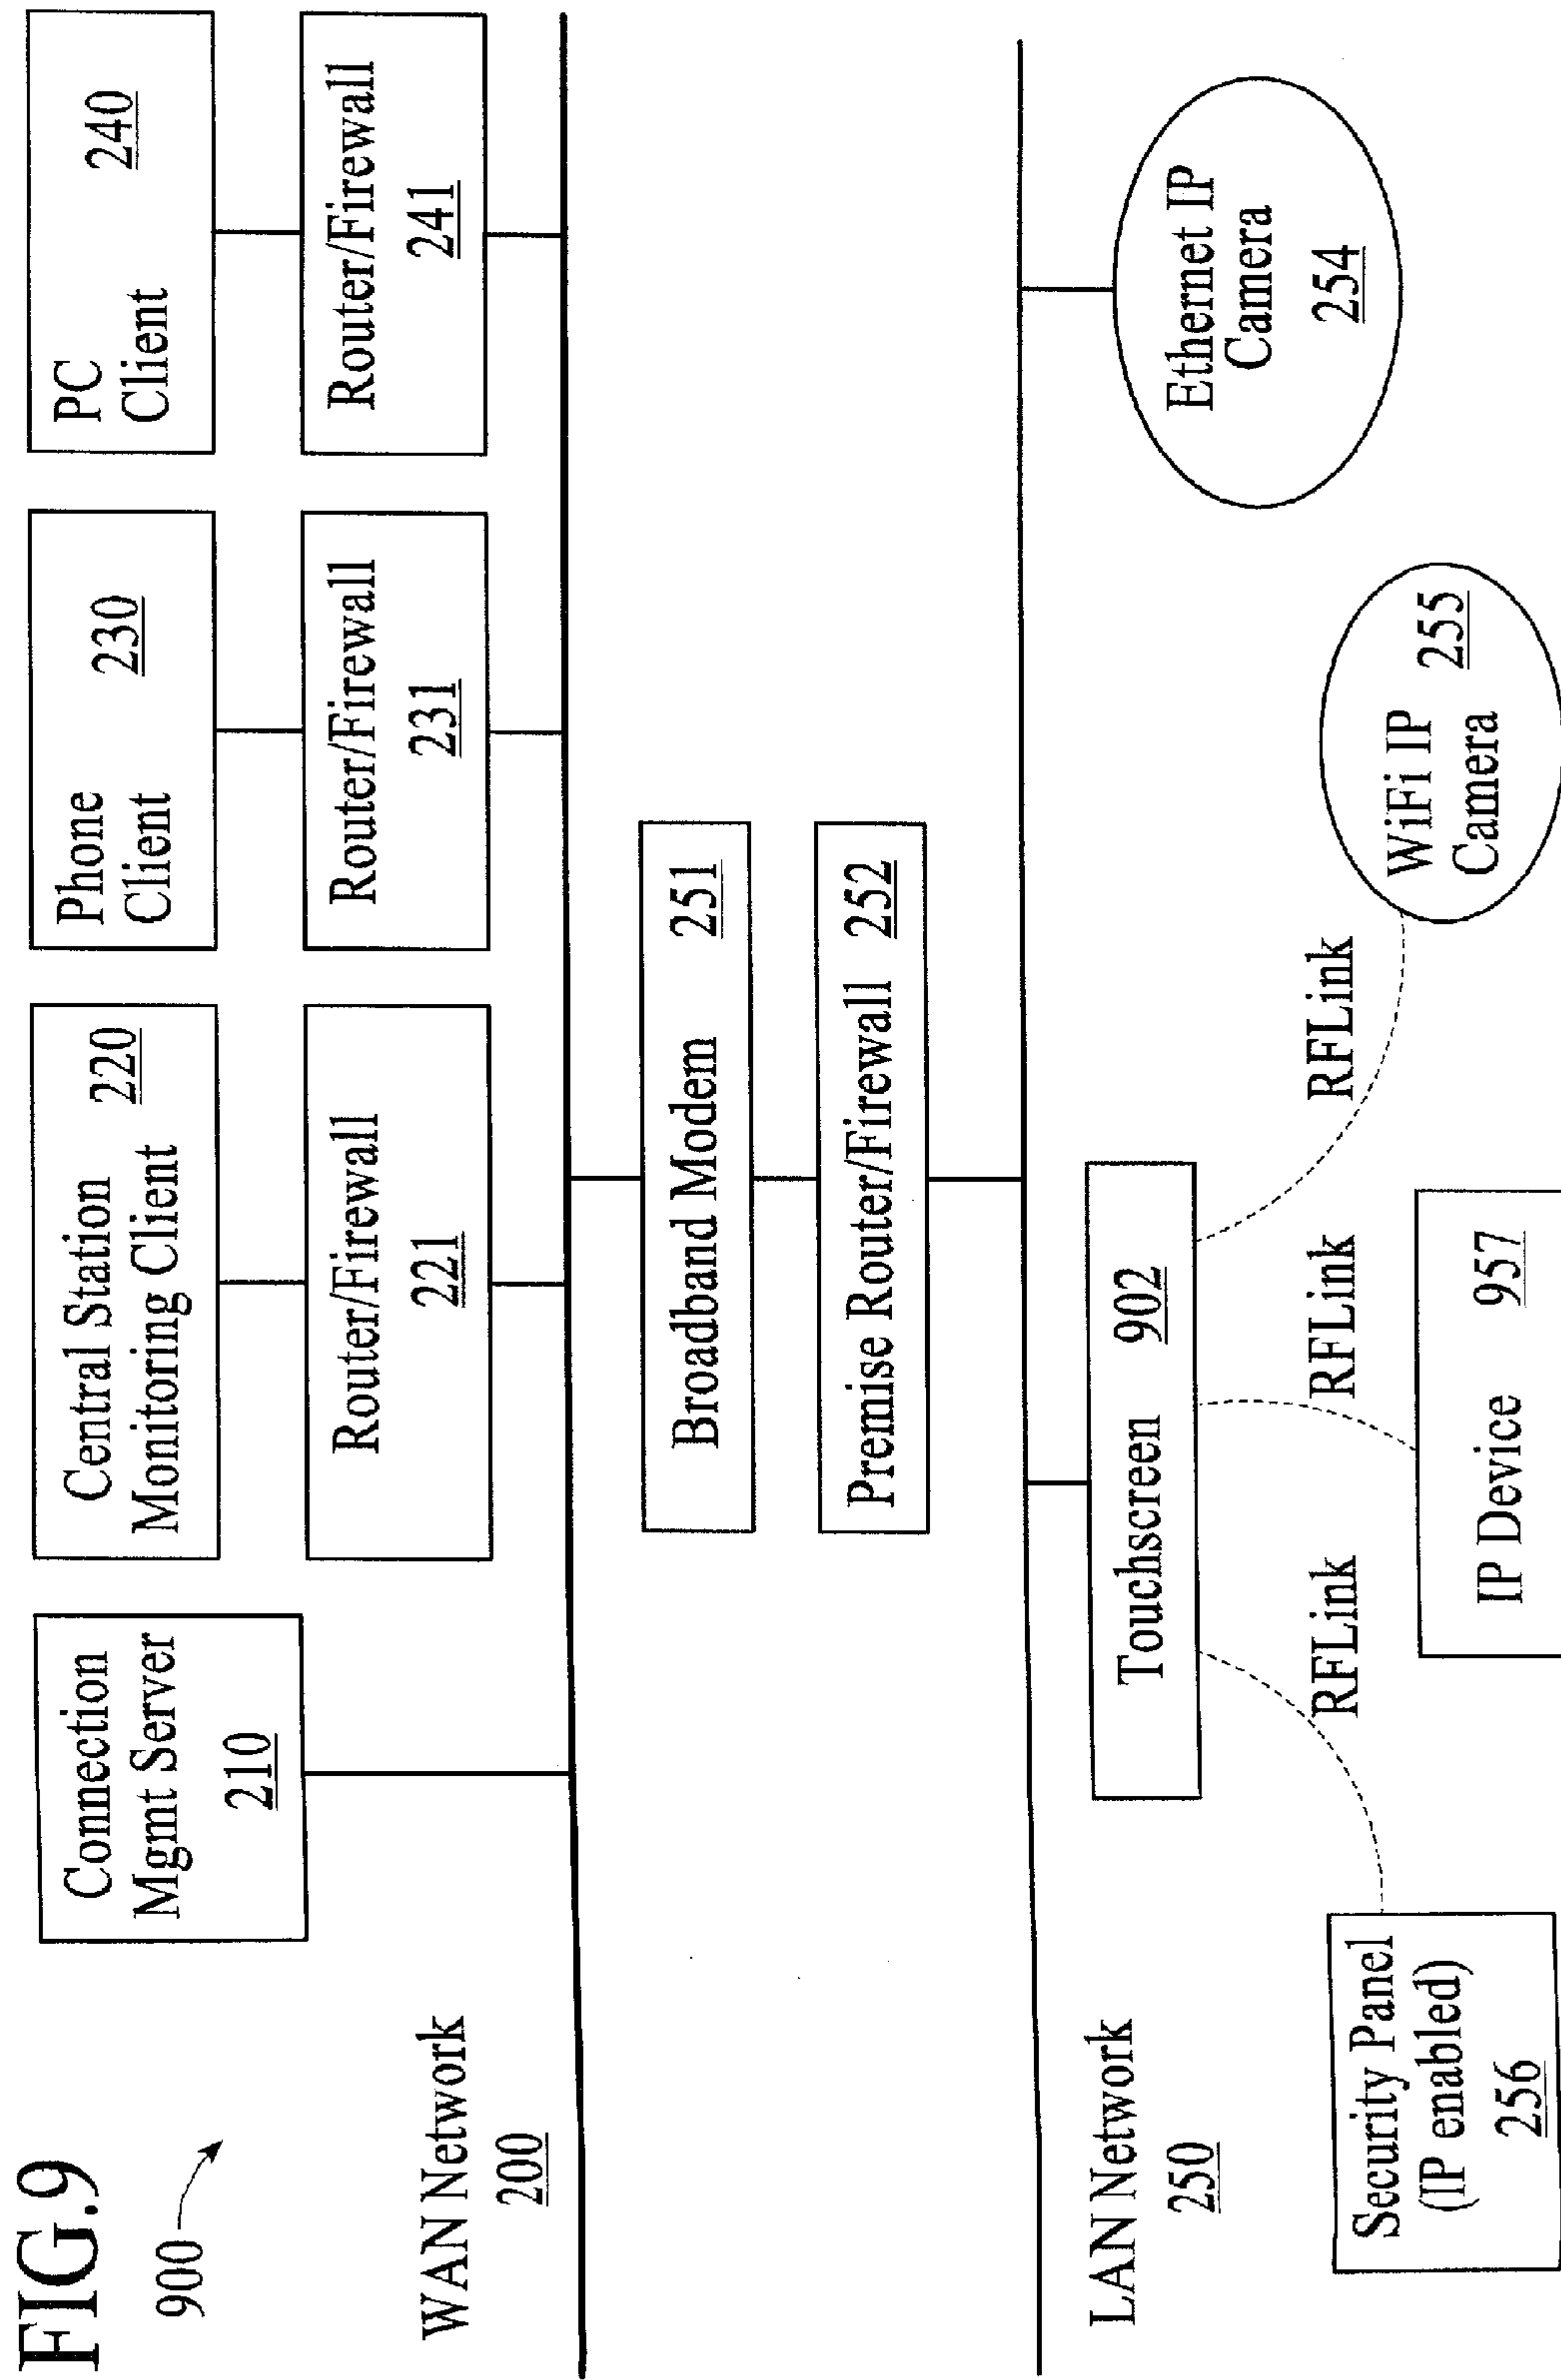 FIG.9
900
Connection
Mgmt Server
210
Central Station
Monitoring Client 220
Phone
Client 230
PC
Client 240
Router/Firewall
221
Router/Firewall
231
Router/Firewall
241
WAN Network
200
Broadband Modem 251
Premise Router/Firewall 252
LAN Network
250
Touchscreen 902
Ethernet IP
Camera
254
RFLink
RFLink
RFLink
Security Panel
(IP enabled)
256
IP Device 957
WiFi IP
Camera 255